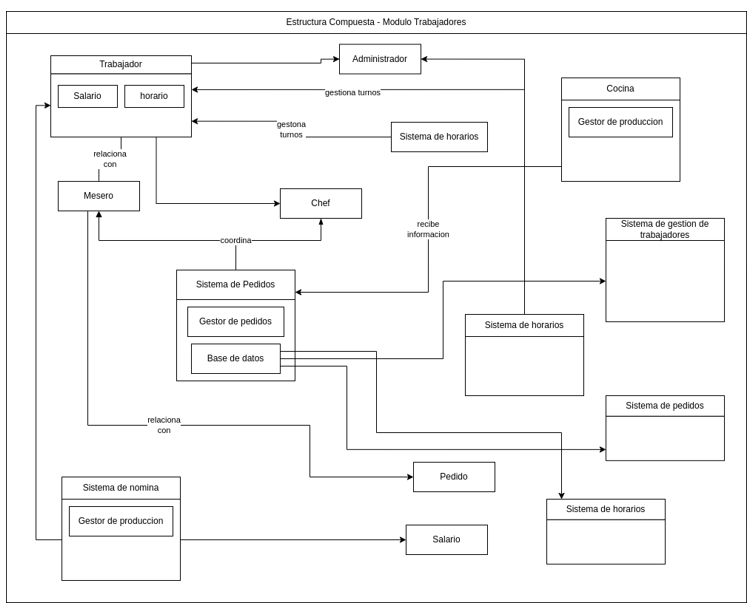 Estructura Compuesta - Modulo Trabajadores
Trabajador
Administrador
Salario
horario
gestiona turnos
Cocina
Gestor de produccion
gestona
turnos
Sistema de horarios
relaciona
con
Mesero
Chef
recibe
informacion
Sistema de gestion de
trabajadores
coordina
Sistema de Pedidos
Gestor de pedidos
Base de datos
Sistema de horarios
Sistema de pedidos
relaciona
con
Pedido
Sistema de nomina
Gestor de produccion
Sistema de horarios
Salario